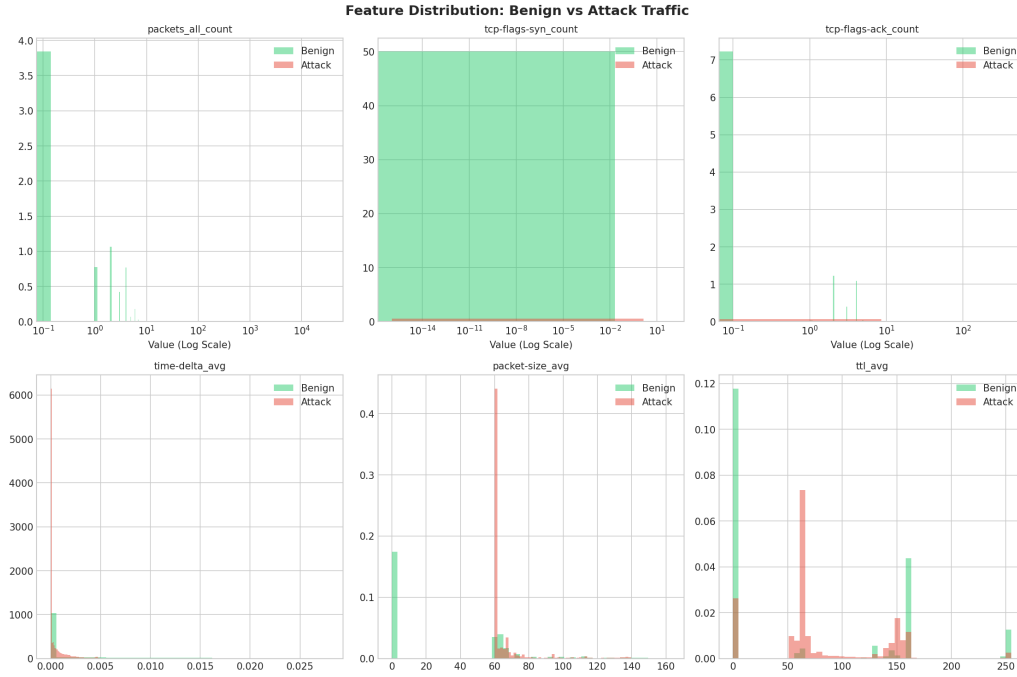 Feature Distribution: Benign vs Attack Traffic
packets_all_count
4.0
3.5
3.0
2.5
2.0
1.5
1.0
0.5
0.0
10⁻¹ 10⁰ 10¹ 10² 10³ 10⁴
Value (Log Scale)
Benign
Attack
tcp-flags-syn_count
50
40
30
20
10
0
10⁻¹⁴ 10⁻¹¹ 10⁻⁸ 10⁻⁵ 10⁻² 10¹
Value (Log Scale)
Benign
Attack
tcp-flags-ack_count
7
6
5
4
3
2
1
0
10⁻¹ 10⁰ 10¹ 10²
Value (Log Scale)
Benign
Attack
time-delta_avg
6000
5000
4000
3000
2000
1000
0
0.000 0.005 0.010 0.015 0.020 0.025
Benign
Attack
packet-size_avg
0.4
0.3
0.2
0.1
0.0
0 20 40 60 80 100 120 140 160
Benign
Attack
ttl_avg
0.12
0.10
0.08
0.06
0.04
0.02
0.00
0 50 100 150 200 250
Benign
Attack